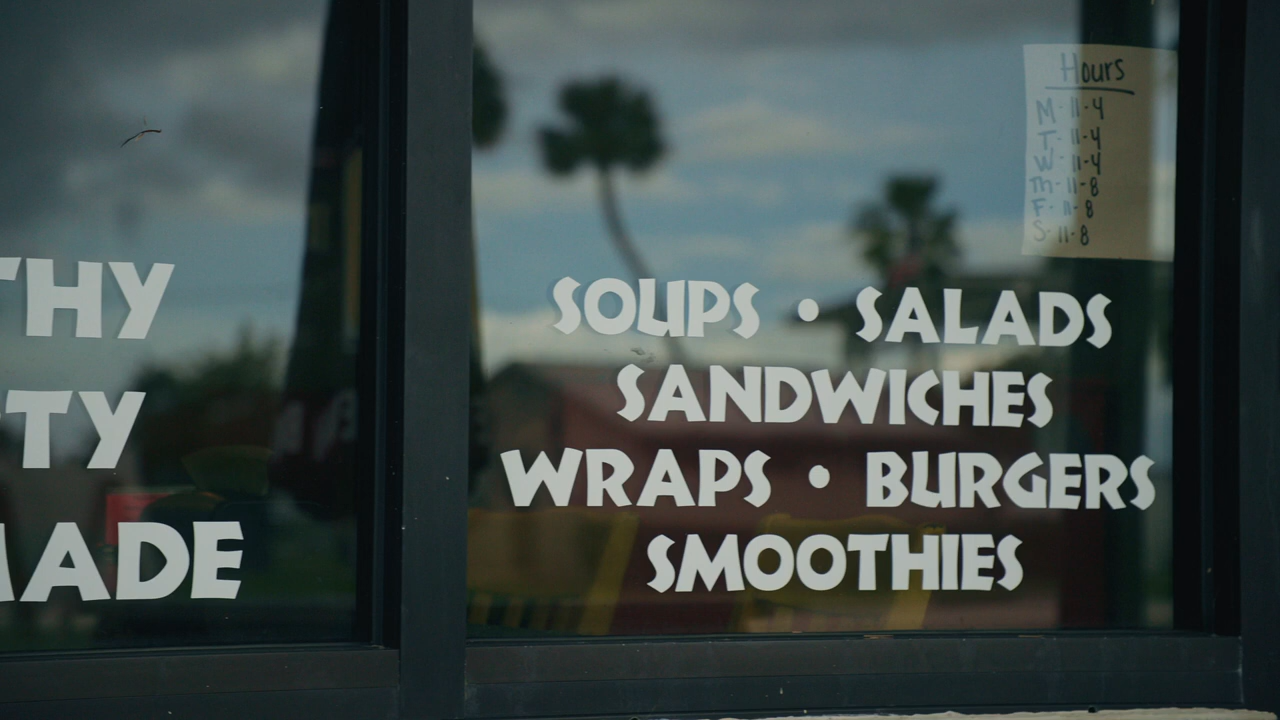 THY
TY
ADE
SOUPS • SALADS
SANDWICHES
WRAPS • BURGERS
SMOOTHIES
Hours
M-11-4
T-11-4
W-11-4
Th-11-8
F-11-8
S-11-8